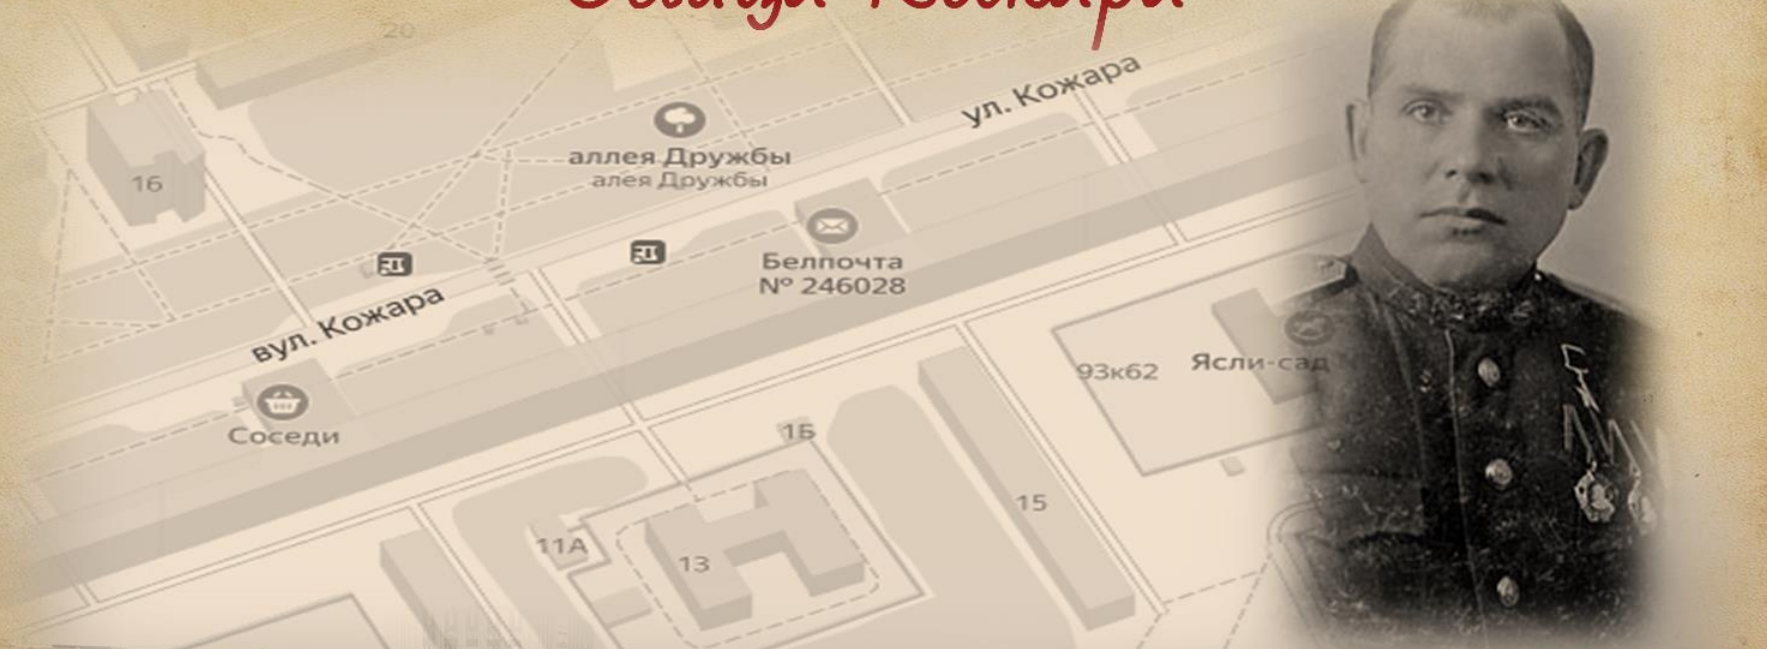 20
ул. Кожара
аллея Дружбы
алея Дружбы
16
Белпочта
№ 246028
вул. Кожара
93к62
Ясли-сад
Соседи
1Б
15
11А
13